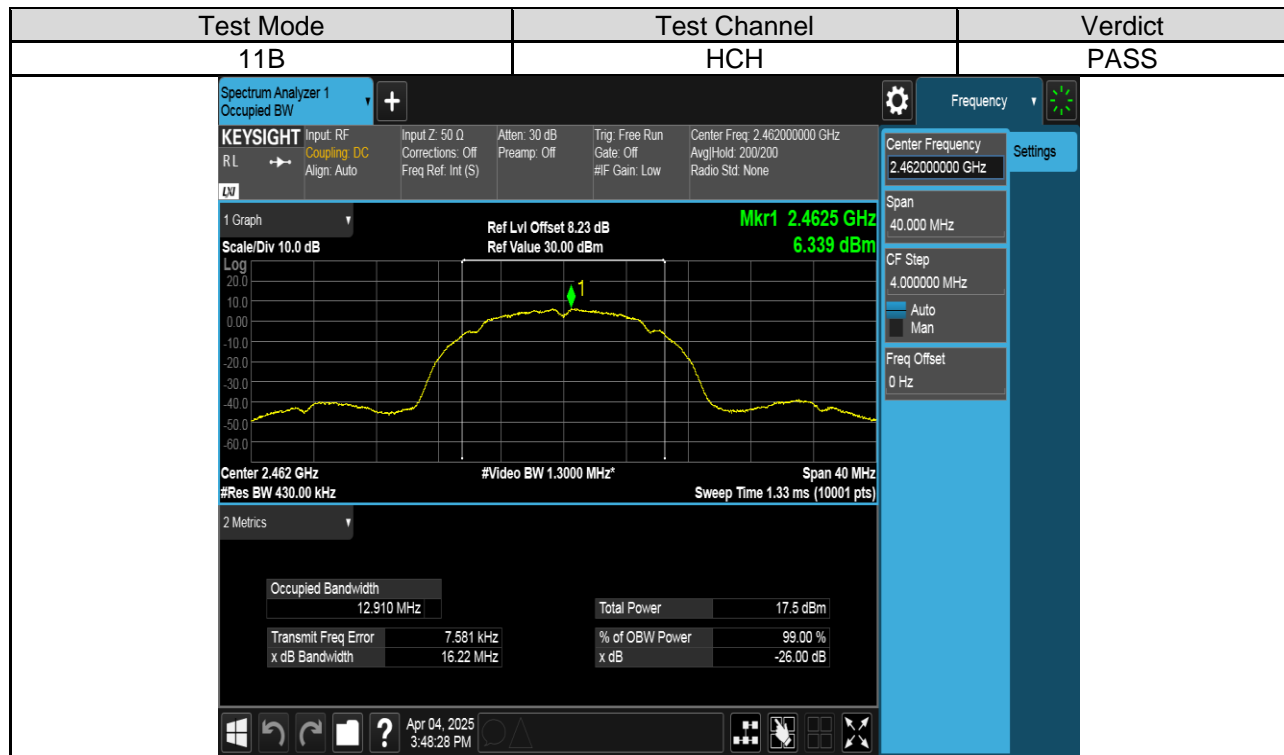 Test Mode Test Channel Verdict
11B HCH PASS
Spectrum Analyzer 1
Occupied BW
Frequency
KEYSIGHT Input: RF Input Z: 50 Ω Atten: 30 dB Trig: Free Run Center Freq: 2.462000000 GHz
Coupling: DC Corrections: Off Preamp: Off Gate: Off Avg|Hold: 200/200
R L Align: Auto Freq Ref: Int (S) #IF Gain: Low Radio Std: None
LXI
Center Frequency
2.462000000 GHz
Settings
Span
40.000 MHz
CF Step
4.000000 MHz
Auto
Man
Freq Offset
0 Hz
1 Graph Ref Lvl Offset 8.23 dB Mkr1 2.4625 GHz
Scale/Div 10.0 dB Ref Value 30.00 dBm 6.339 dBm
Log
20.0
10.0
0.00
-10.0
-20.0
-30.0
-40.0
-50.0
-60.0
1
Center 2.462 GHz #Video BW 1.3000 MHz* Span 40 MHz
#Res BW 430.00 kHz Sweep Time 1.33 ms (10001 pts)
2 Metrics
Occupied Bandwidth
12.910 MHz Total Power 17.5 dBm
Transmit Freq Error 7.581 kHz % of OBW Power 99.00 %
x dB Bandwidth 16.22 MHz x dB -26.00 dB
Apr 04, 2025
3:48:28 PM